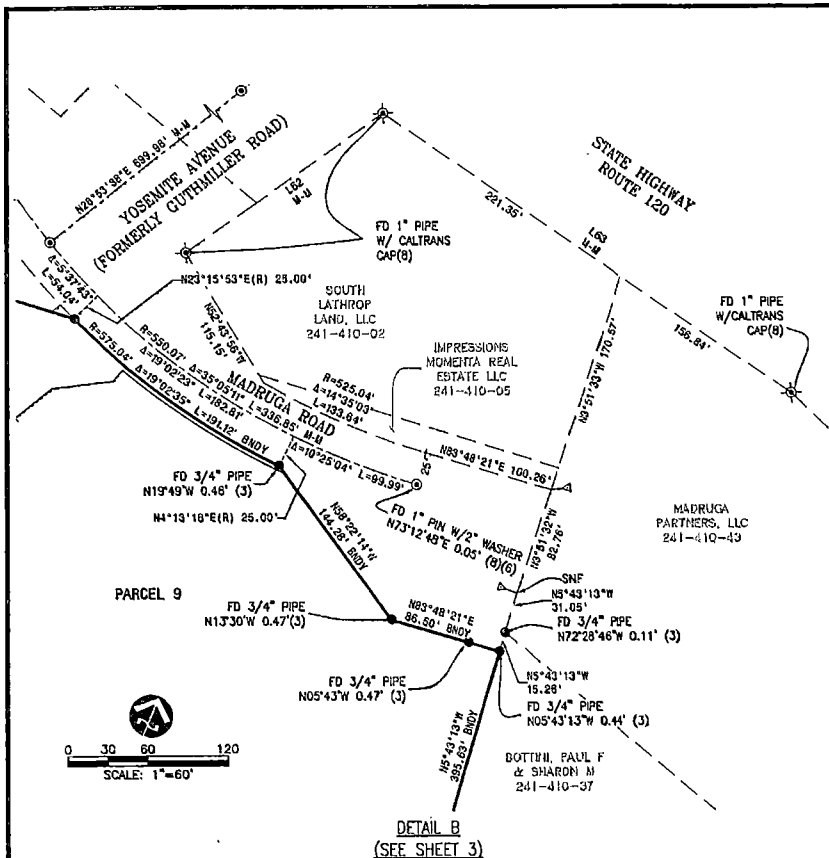 N28°53'38"E 699.98' M-M
YOSEMITE AVENUE
(FORMERLY GUTHMILLER ROAD)
L62
M-M
STATE HIGHWAY
ROUTE 120
221.35'
L63
M-M
FD 1" PIPE
W/ CALTRANS
CAP(8)
FD 1" PIPE
W/CALTRANS
CAP(8)
156.84'
Δ=5°37'43"
L=54.04'
N23°15'53"E(R) 25.00'
N52°43'56"W
115.15'
SOUTH
LATHROP
LAND, LLC
241-410-02
IMPRESSIONS
MOMENTA REAL
ESTATE LLC
241-410-05
N3°51'33"W 170.57'
R=575.04'
R=550.07' Δ=35°05'11" L=336.85' M-M
Δ=19°02'23" L=182.81'
Δ=19°02'35" L=191.12' BNDY
MADRUGA ROAD
R=525.04'
Δ=14°35'03"
L=133.64'
Δ=10°25'04" L=99.99'
25'
N83°48'21"E 100.26'
FD 3/4" PIPE
N19°49"W 0.46' (3)
N4°13'18"E(R) 25.00'
FD 1" PIN W/2" WASHER
N73°12'48"E 0.05' (8)(6)
N3°51'32"W
82.76'
MADRUGA
PARTNERS, LLC
241-410-43
N58°22'14"W
144.28' BNDY
SNF
N5°43'13"W
31.05'
PARCEL 9
FD 3/4" PIPE
N13°30'W 0.47'(3)
N83°48'21"E
86.50' BNDY
FD 3/4" PIPE
N72°28'46"W 0.11' (3)
FD 3/4" PIPE
N05°43'W 0.47' (3)
N5°43'13"W
15.26'
FD 3/4" PIPE
N05°43'13"W 0.44' (3)
N5°43'13"W
395.63' BNDY
BOTTINI, PAUL F
& SHARON M
241-410-37
0 30 60 120
SCALE: 1"=60'
DETAIL B
(SEE SHEET 3)